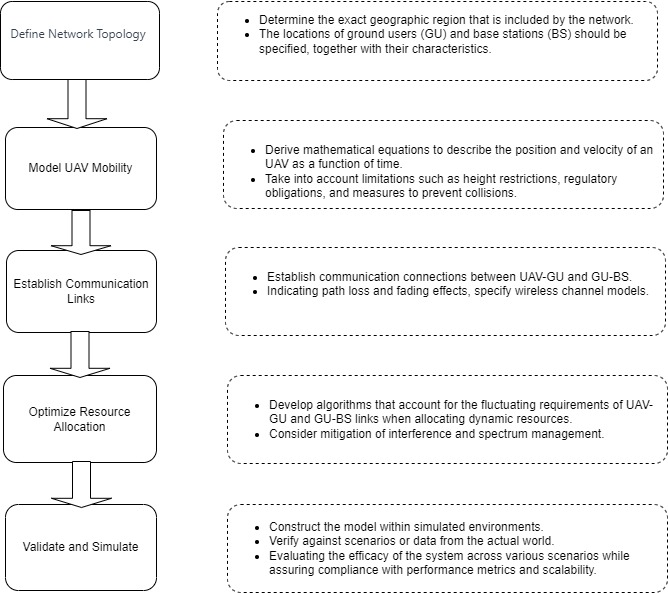 Define Network Topology
• Determine the exact geographic region that is included by the network.
• The locations of ground users (GU) and base stations (BS) should be
specified, together with their characteristics.
Model UAV Mobility
• Derive mathematical equations to describe the position and velocity of an
UAV as a function of time.
• Take into account limitations such as height restrictions, regulatory
obligations, and measures to prevent collisions.
Establish Communication
Links
• Establish communication connections between UAV-GU and GU-BS.
• Indicating path loss and fading effects, specify wireless channel models.
Optimize Resource
Allocation
• Develop algorithms that account for the fluctuating requirements of UAV-
GU and GU-BS links when allocating dynamic resources.
• Consider mitigation of interference and spectrum management.
Validate and Simulate
• Construct the model within simulated environments.
• Verify against scenarios or data from the actual world.
• Evaluating the efficacy of the system across various scenarios while
assuring compliance with performance metrics and scalability.